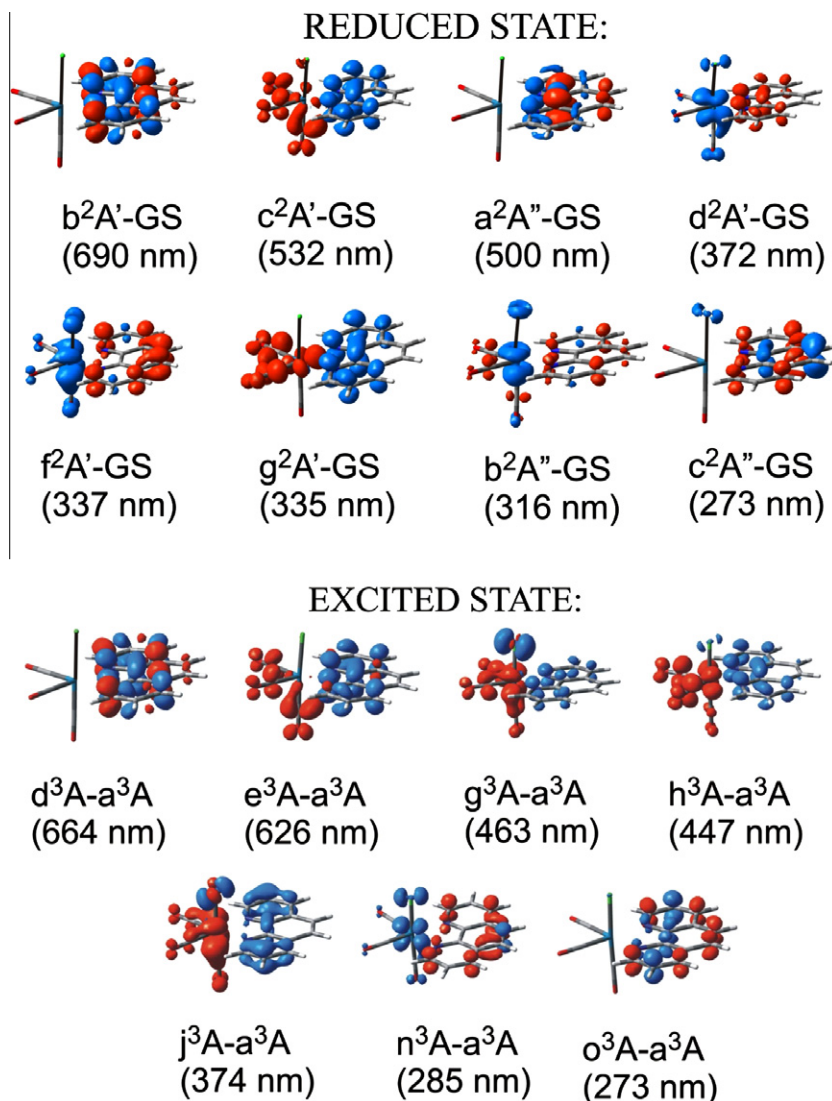 REDUCED STATE:
b²A'-GS c²A'-GS a²A”-GS d²A'-GS
(690 nm) (532 nm) (500 nm) (372 nm)
f²A'-GS g²A'-GS b²A”-GS c²A”-GS
(337 nm) (335 nm) (316 nm) (273 nm)
EXCITED STATE:
d³A-a³A e³A-a³A g³A-a³A h³A-a³A
(664 nm) (626 nm) (463 nm) (447 nm)
j³A-a³A n³A-a³A o³A-a³A
(374 nm) (285 nm) (273 nm)